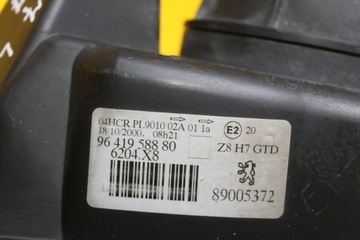 04HCR PL9010 02A 01 1a E2 20
18 10/2000, 08h21
96 419 588 80 Z8 H7 GTD
6204.X8
89005372